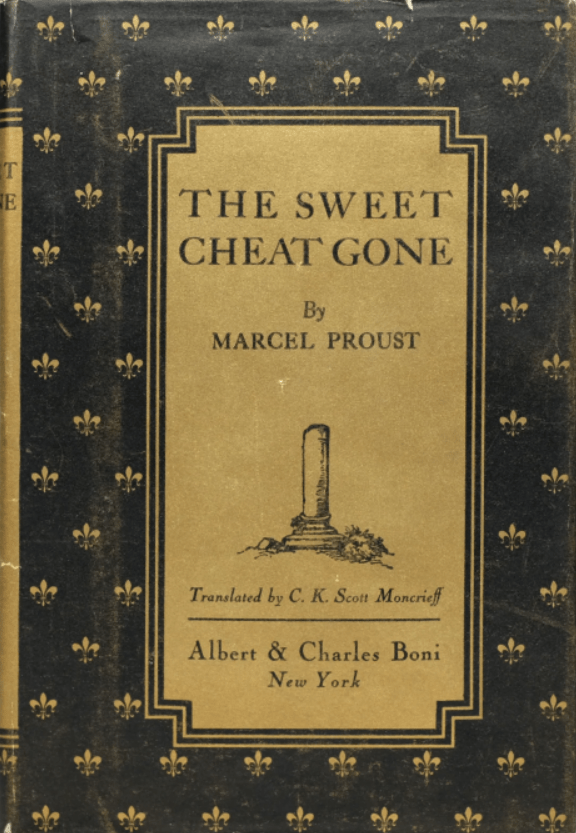 THE SWEET
CHEAT GONE
By
MARCEL PROUST
Translated by C. K. Scott Moncrieff
Albert & Charles Boni
New York